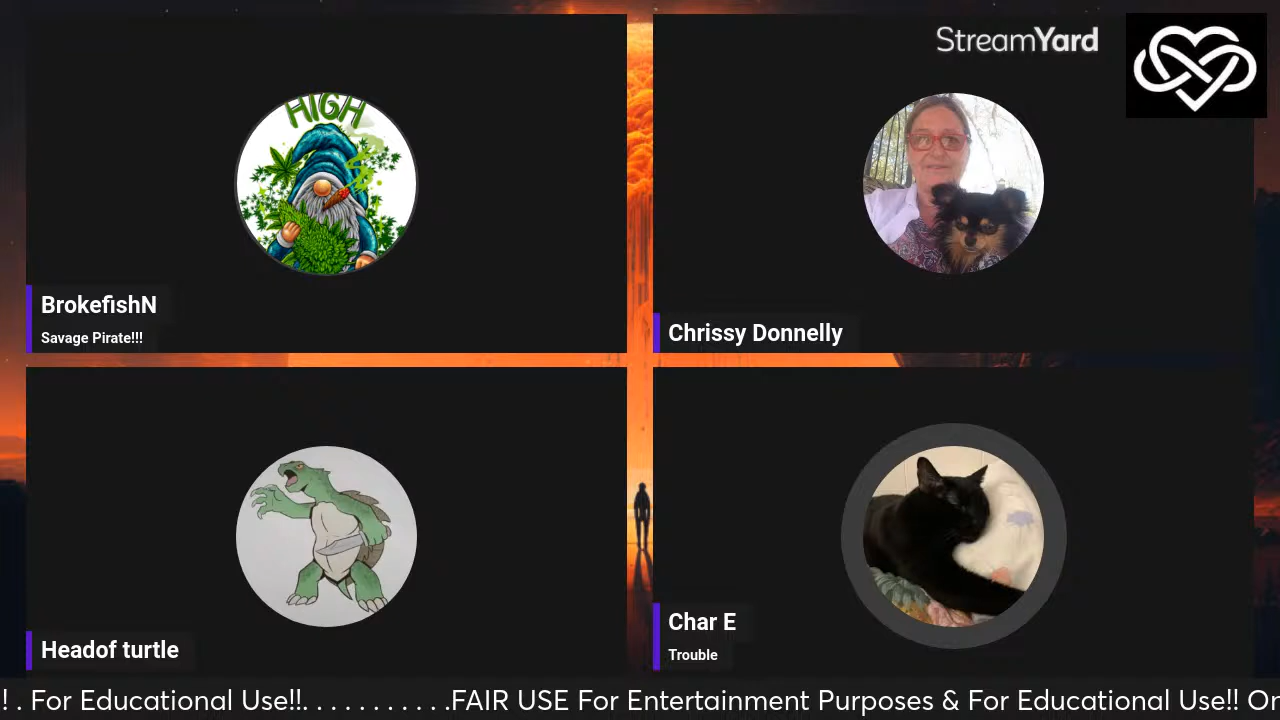 HIGH
StreamYard
BrokefishN
Savage Pirate!!!
Chrissy Donnelly
Headof turtle
Char E
Trouble
! . For Educational Use!!. . . . . . . . . . .FAIR USE For Entertainment Purposes & For Educational Use!! Or